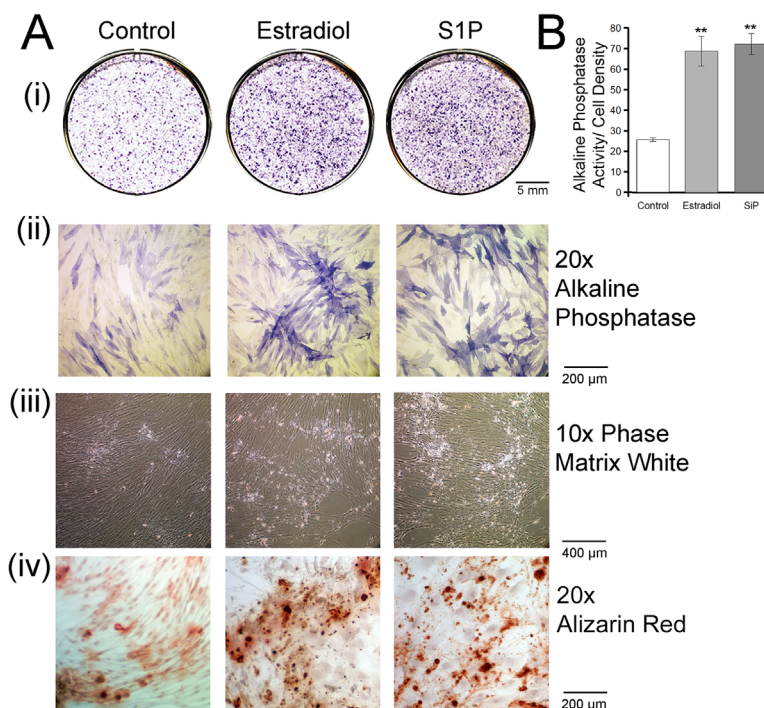 A
Control
Estradiol
S1P
(i)
5 mm
(ii)
20x
Alkaline
Phosphatase
200 µm
(iii)
10x Phase
Matrix White
400 µm
(iv)
20x
Alizarin Red
200 µm
B
Alkaline Phosphatase
Activity/ Cell Density
80
70
60
50
40
30
20
10
0
**
**
Control
Estradiol
SiP